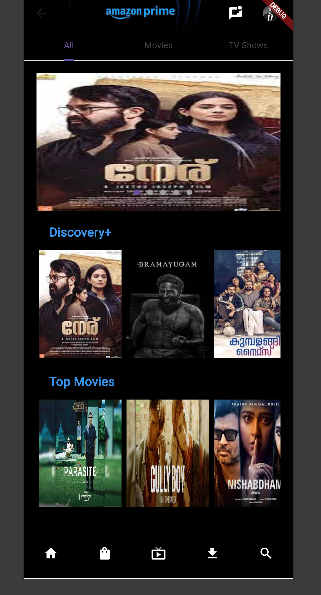 amazon prime
DEBUG
All Movies TV Shows
നേര്
A JEETHU JOSEPH FILM
Discovery+
നേര്
BRAMAYUGAM
കുമ്പളങ്ങി
നൈറ്റ്സ്
Top Movies
PARASITE
GULLY BOY
NISHABDHAM